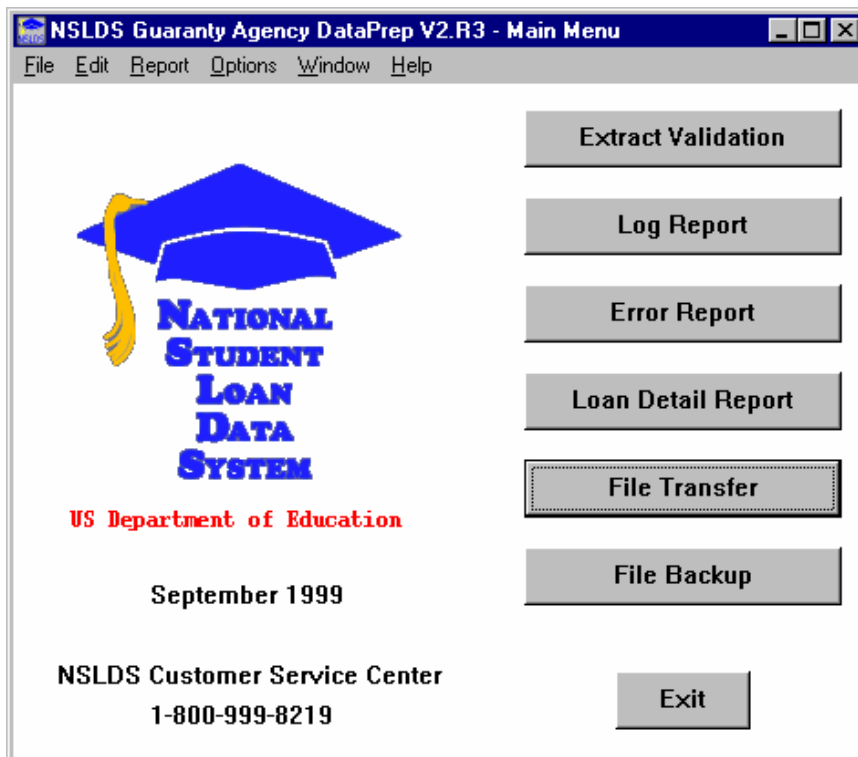 NSLDS Guaranty Agency DataPrep V2.R3 - Main Menu
File Edit Report Options Window Help
Extract Validation
Log Report
Error Report
Loan Detail Report
File Transfer
File Backup
Exit
NATIONAL
STUDENT
LOAN
DATA
SYSTEM
US Department of Education
September 1999
NSLDS Customer Service Center
1-800-999-8219